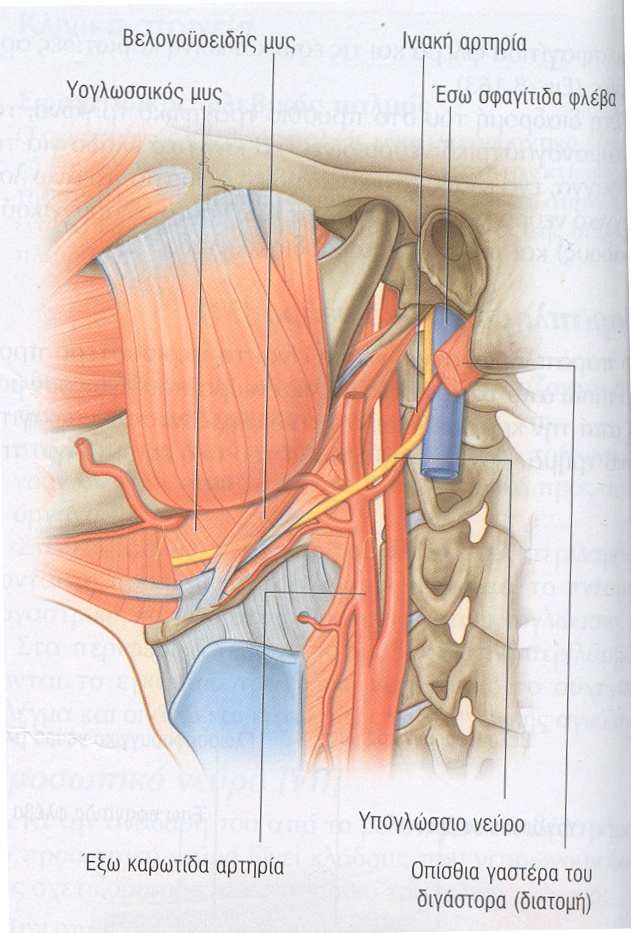 Βελονοϋοειδής μυς
Ινιακή αρτηρία
Υογλωσσικός μυς
Έσω σφαγίτιδα φλέβα
Υπογλώσσιο νεύρο
Έξω καρωτίδα αρτηρία
Οπίσθια γαστέρα του
διγάστορα (διατομή)